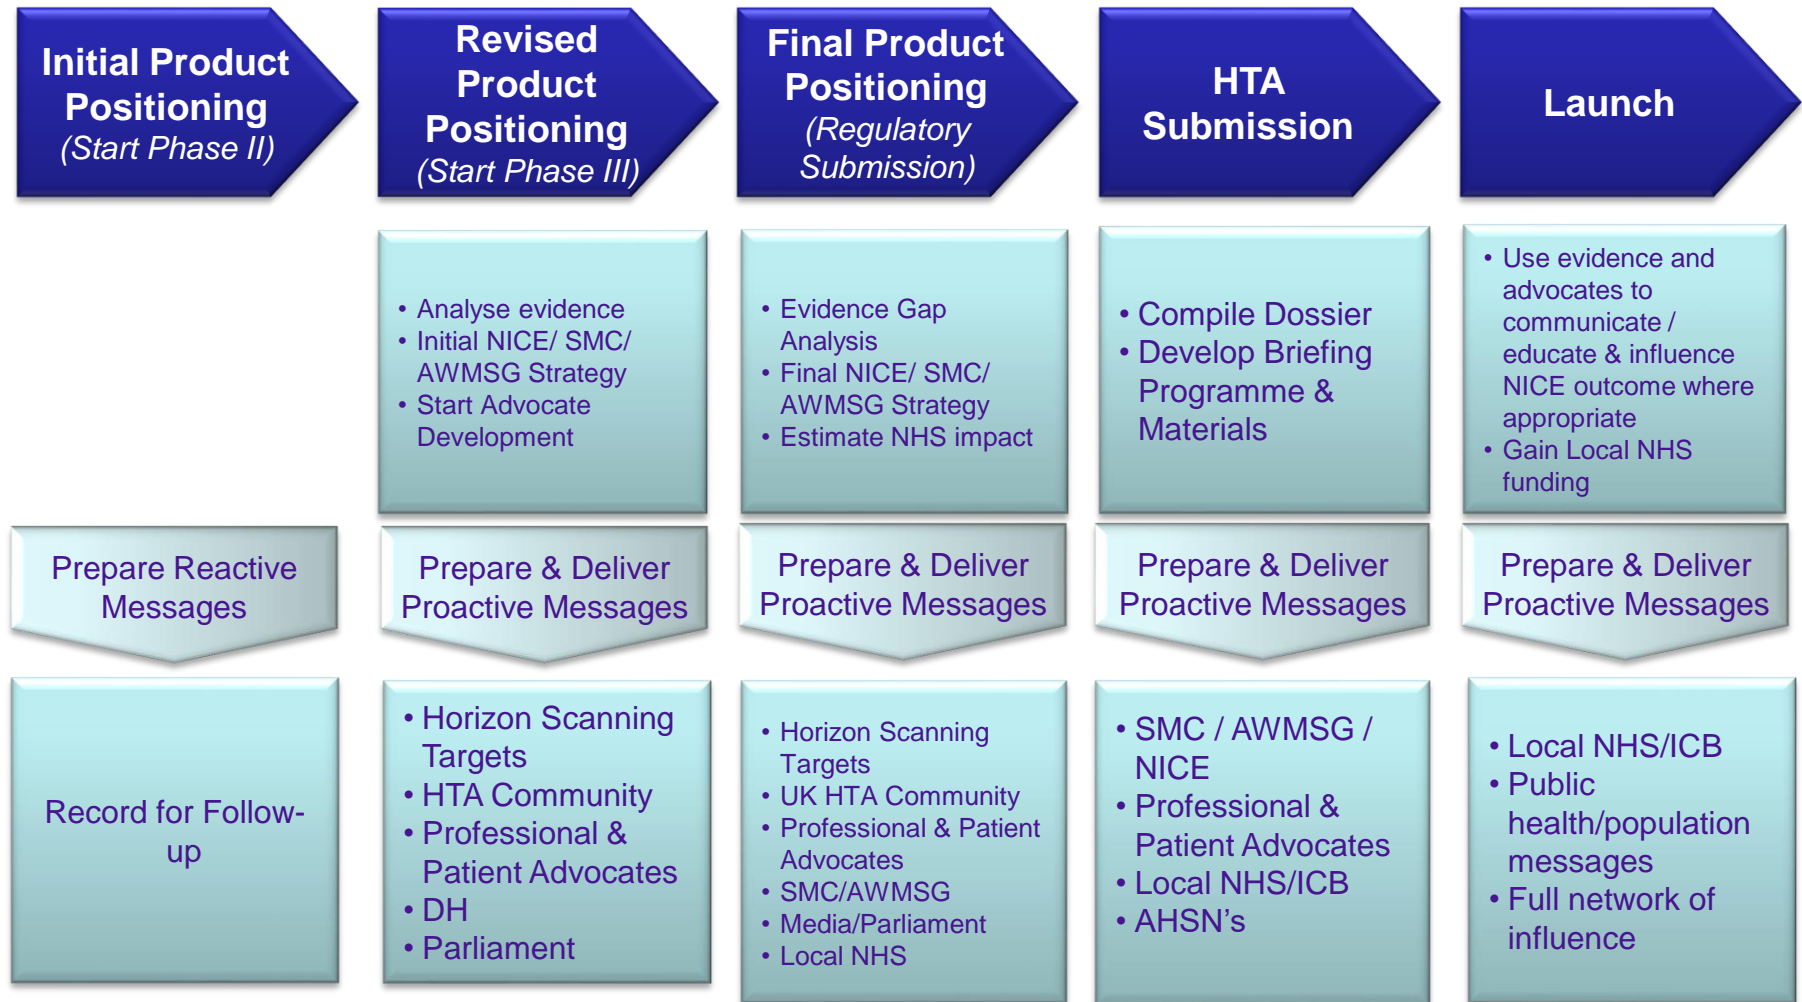 Initial Product
Positioning
(Start Phase II)
Revised
Product
Positioning
(Start Phase III)
Final Product
Positioning
(Regulatory
Submission)
HTA
Submission
Launch
• Analyse evidence
• Initial NICE/ SMC/
AWMSG Strategy
• Start Advocate
Development
• Evidence Gap
Analysis
• Final NICE/ SMC/
AWMSG Strategy
• Estimate NHS impact
• Compile Dossier
• Develop Briefing
Programme &
Materials
• Use evidence and
advocates to
communicate /
educate & influence
NICE outcome where
appropriate
• Gain Local NHS
funding
Prepare Reactive
Messages
Prepare & Deliver
Proactive Messages
Prepare & Deliver
Proactive Messages
Prepare & Deliver
Proactive Messages
Prepare & Deliver
Proactive Messages
Record for Follow-
up
• Horizon Scanning
Targets
• HTA Community
• Professional &
Patient Advocates
• DH
• Parliament
• Horizon Scanning
Targets
• UK HTA Community
• Professional & Patient
Advocates
• SMC/AWMSG
• Media/Parliament
• Local NHS
• SMC / AWMSG /
NICE
• Professional &
Patient Advocates
• Local NHS/ICB
• AHSN's
• Local NHS/ICB
• Public
health/population
messages
• Full network of
influence